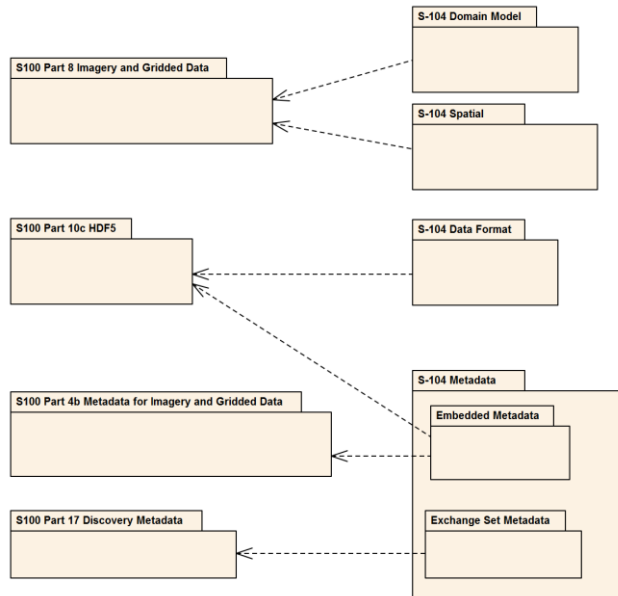 S-104 Domain Model
S100 Part 8 Imagery and Gridded Data
S-104 Spatial
S100 Part 10c HDF5
S-104 Data Format
S-104 Metadata
S100 Part 4b Metadata for Imagery and Gridded Data
Embedded Metadata
S100 Part 17 Discovery Metadata
Exchange Set Metadata